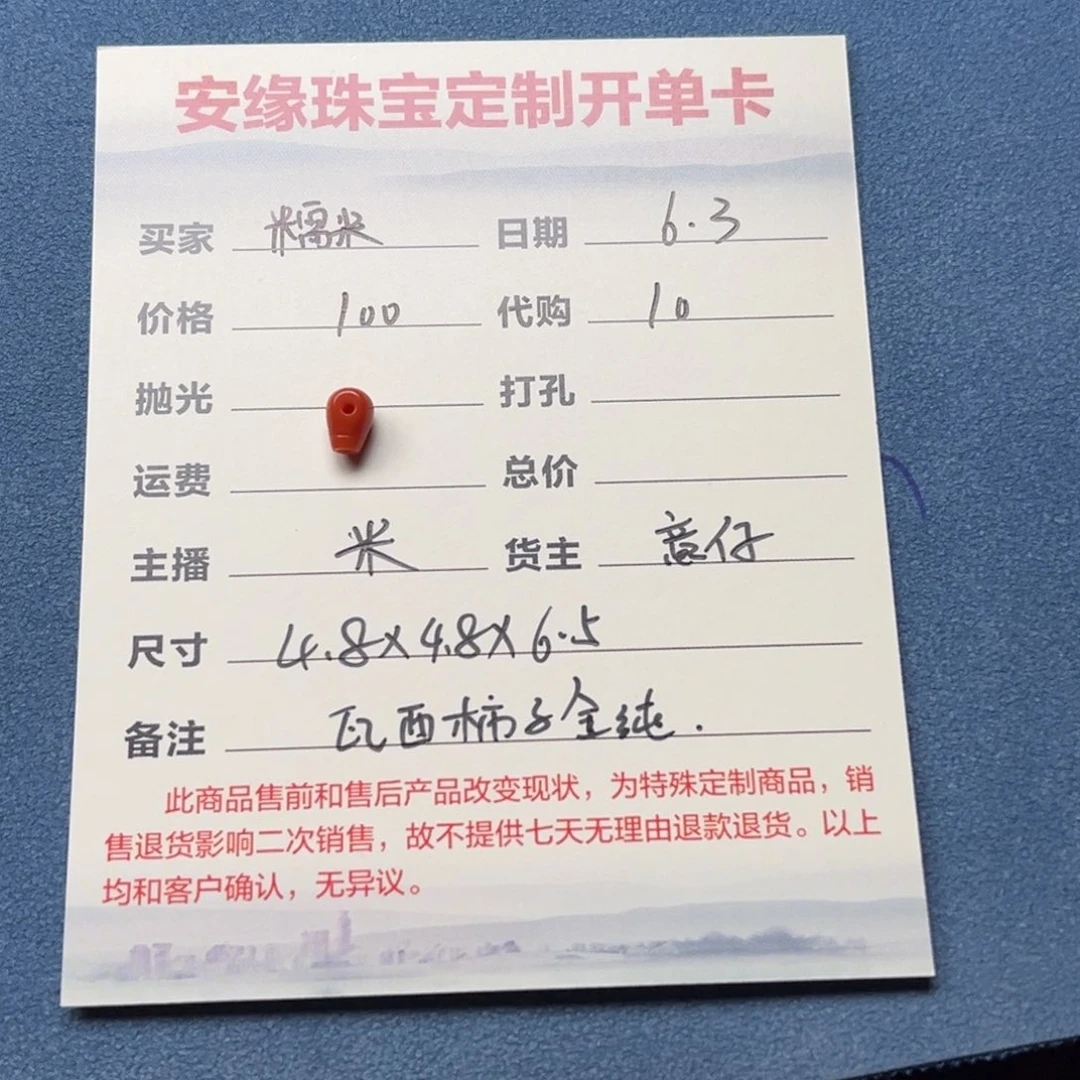 安缘珠宝定制开单卡
买家 糯米 日期 6.3
价格 100 代购 10
抛光 打孔
运费 总价
主播 米 货主 意仔
尺寸 4.8X4.8X6.5
备注 瓦西柿子全纯.
此商品售前和售后产品改变现状，为特殊定制商品，销
售退货影响二次销售，故不提供七天无理由退款退货。以上
均和客户确认，无异议。